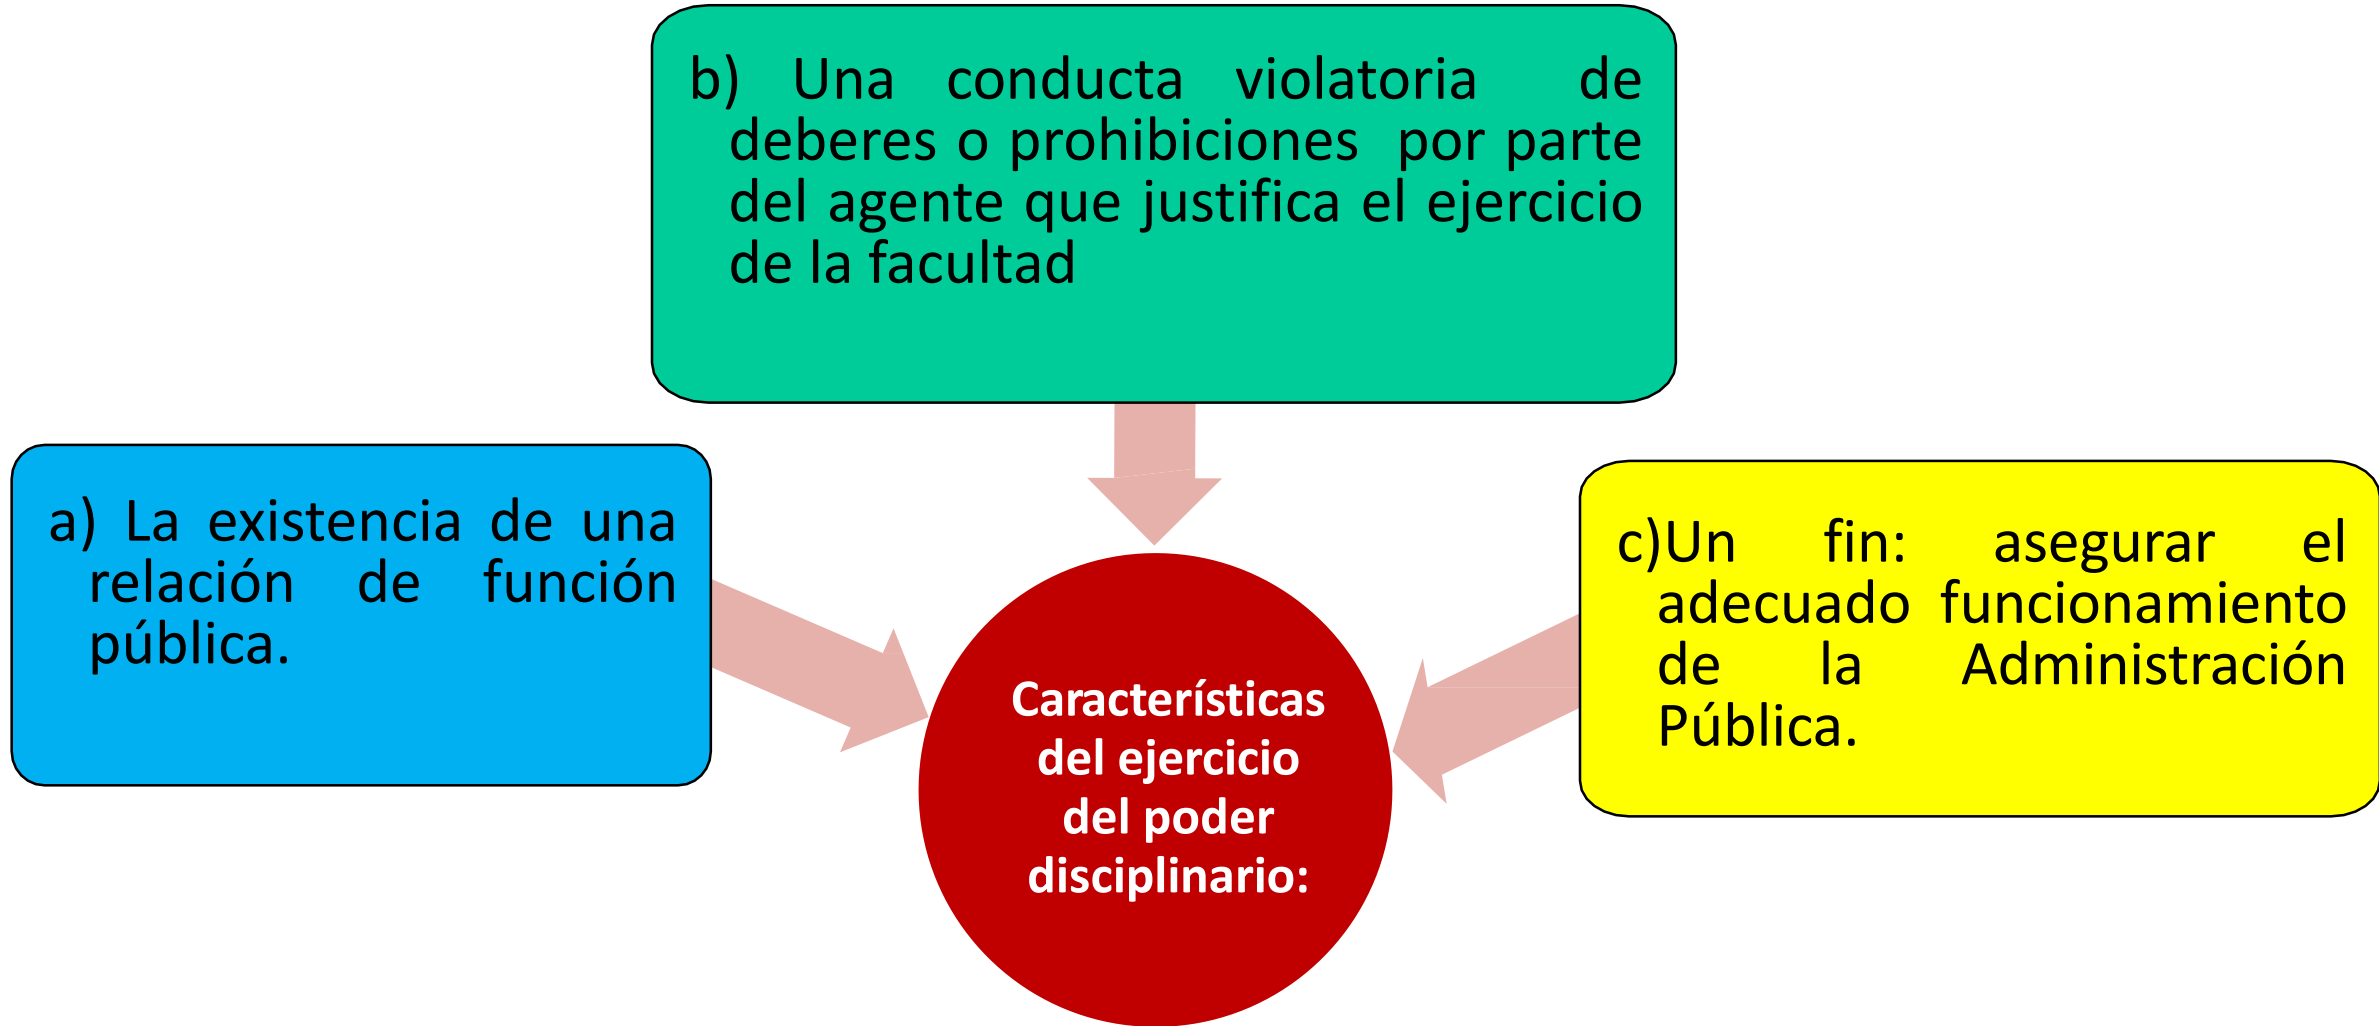 b) Una conducta violatoria de
deberes o prohibiciones por parte
del agente que justifica el ejercicio
de la facultad
a) La existencia de una
relación de función
pública.
c)Un fin: asegurar el
adecuado funcionamiento
de la Administración
Pública.
Características
del ejercicio
del poder
disciplinario: